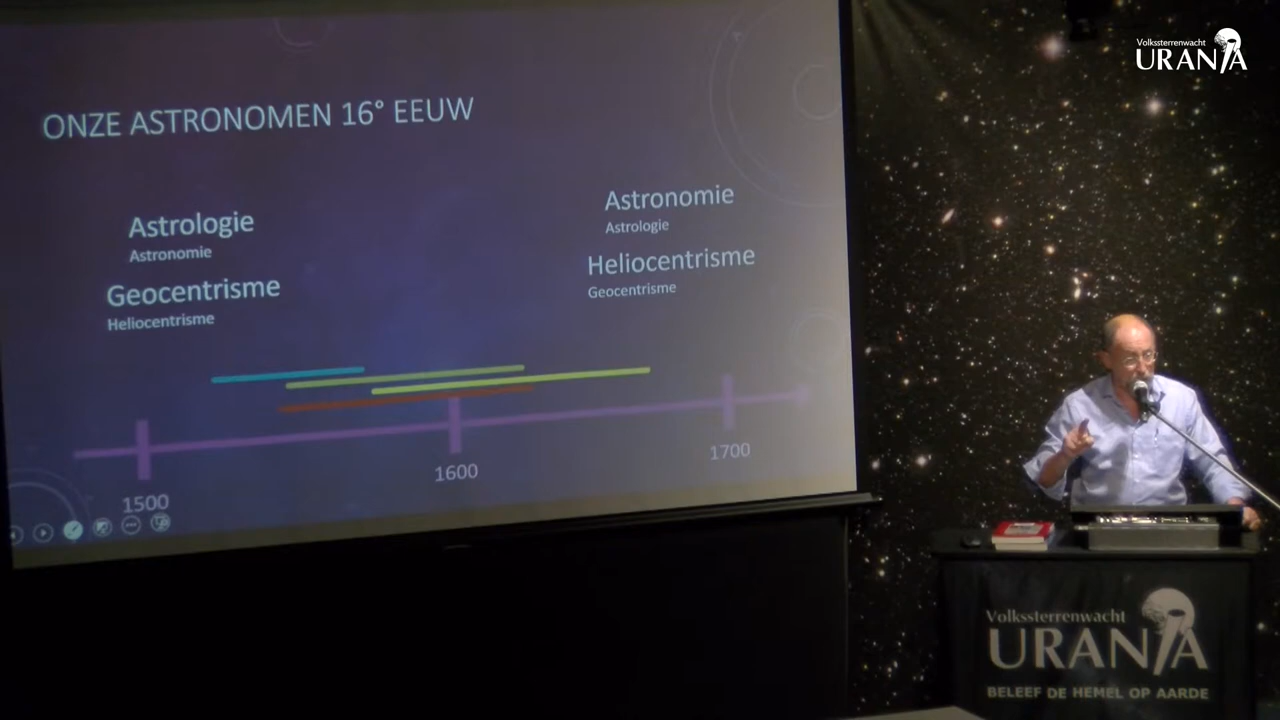 ONZE ASTRONOMEN 16° EEUW
Astrologie
Astronomie
Geocentrisme
Heliocentrisme
Astronomie
Astrologie
Heliocentrisme
Geocentrisme
1500
1600
1700
Volkssterrenwacht
URANIA
Volkssterrenwacht
URANIA
BELEEF DE HEMEL OP AARDE